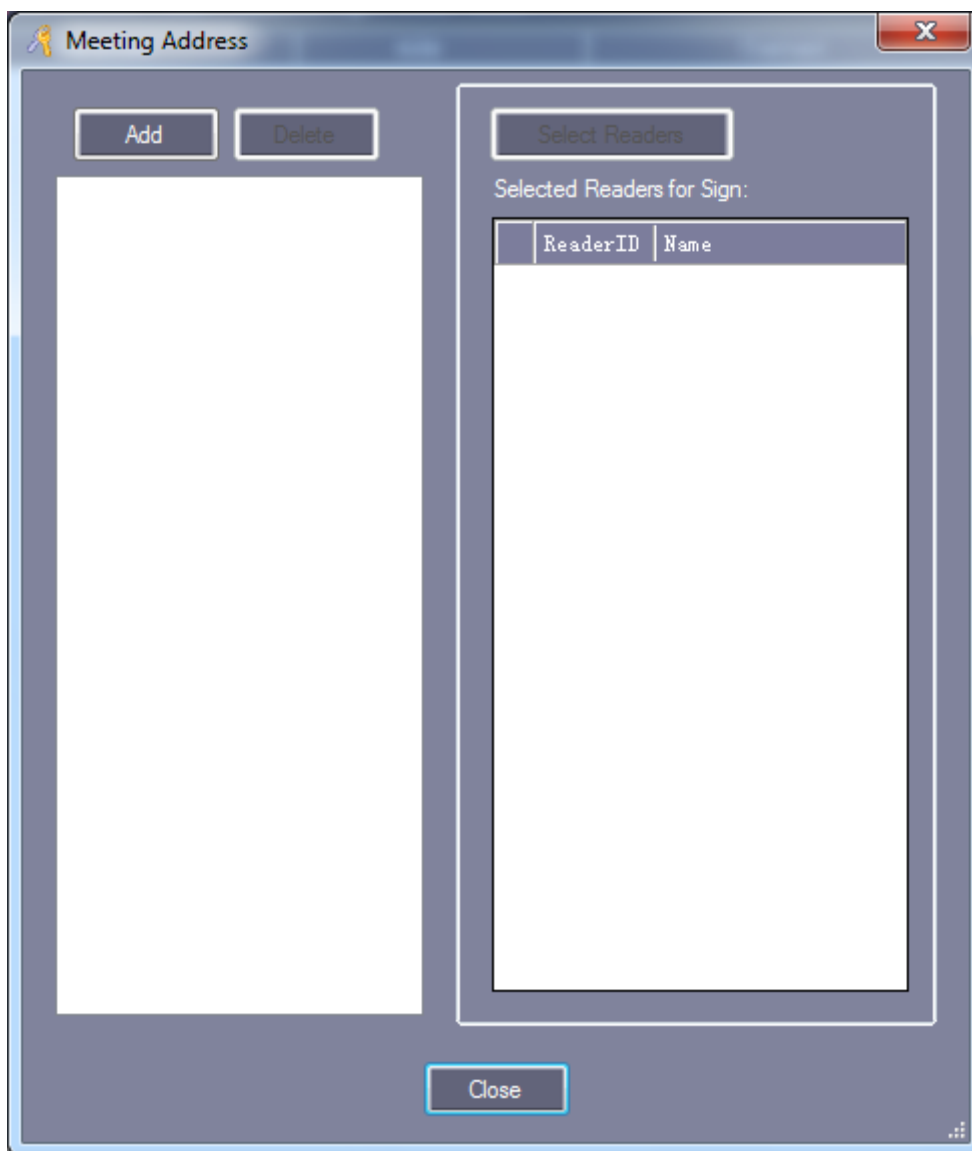 Meeting Address
Add Delete Select Readers
Selected Readers for Sign:
ReaderID Name
Close